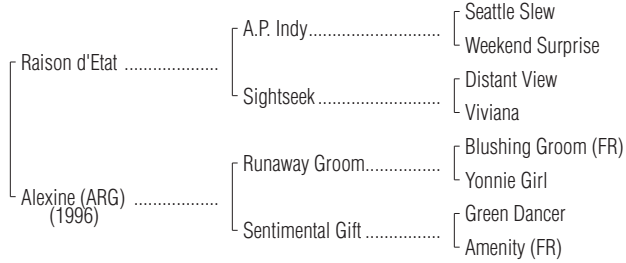 Seattle Slew
A.P. Indy
Weekend Surprise
Raison d'Etat
Distant View
Sightseek
Viviana
Blushing Groom (FR)
Runaway Groom
Yonnie Girl
Alexine (ARG)
(1996)
Green Dancer
Sentimental Gift
Amenity (FR)